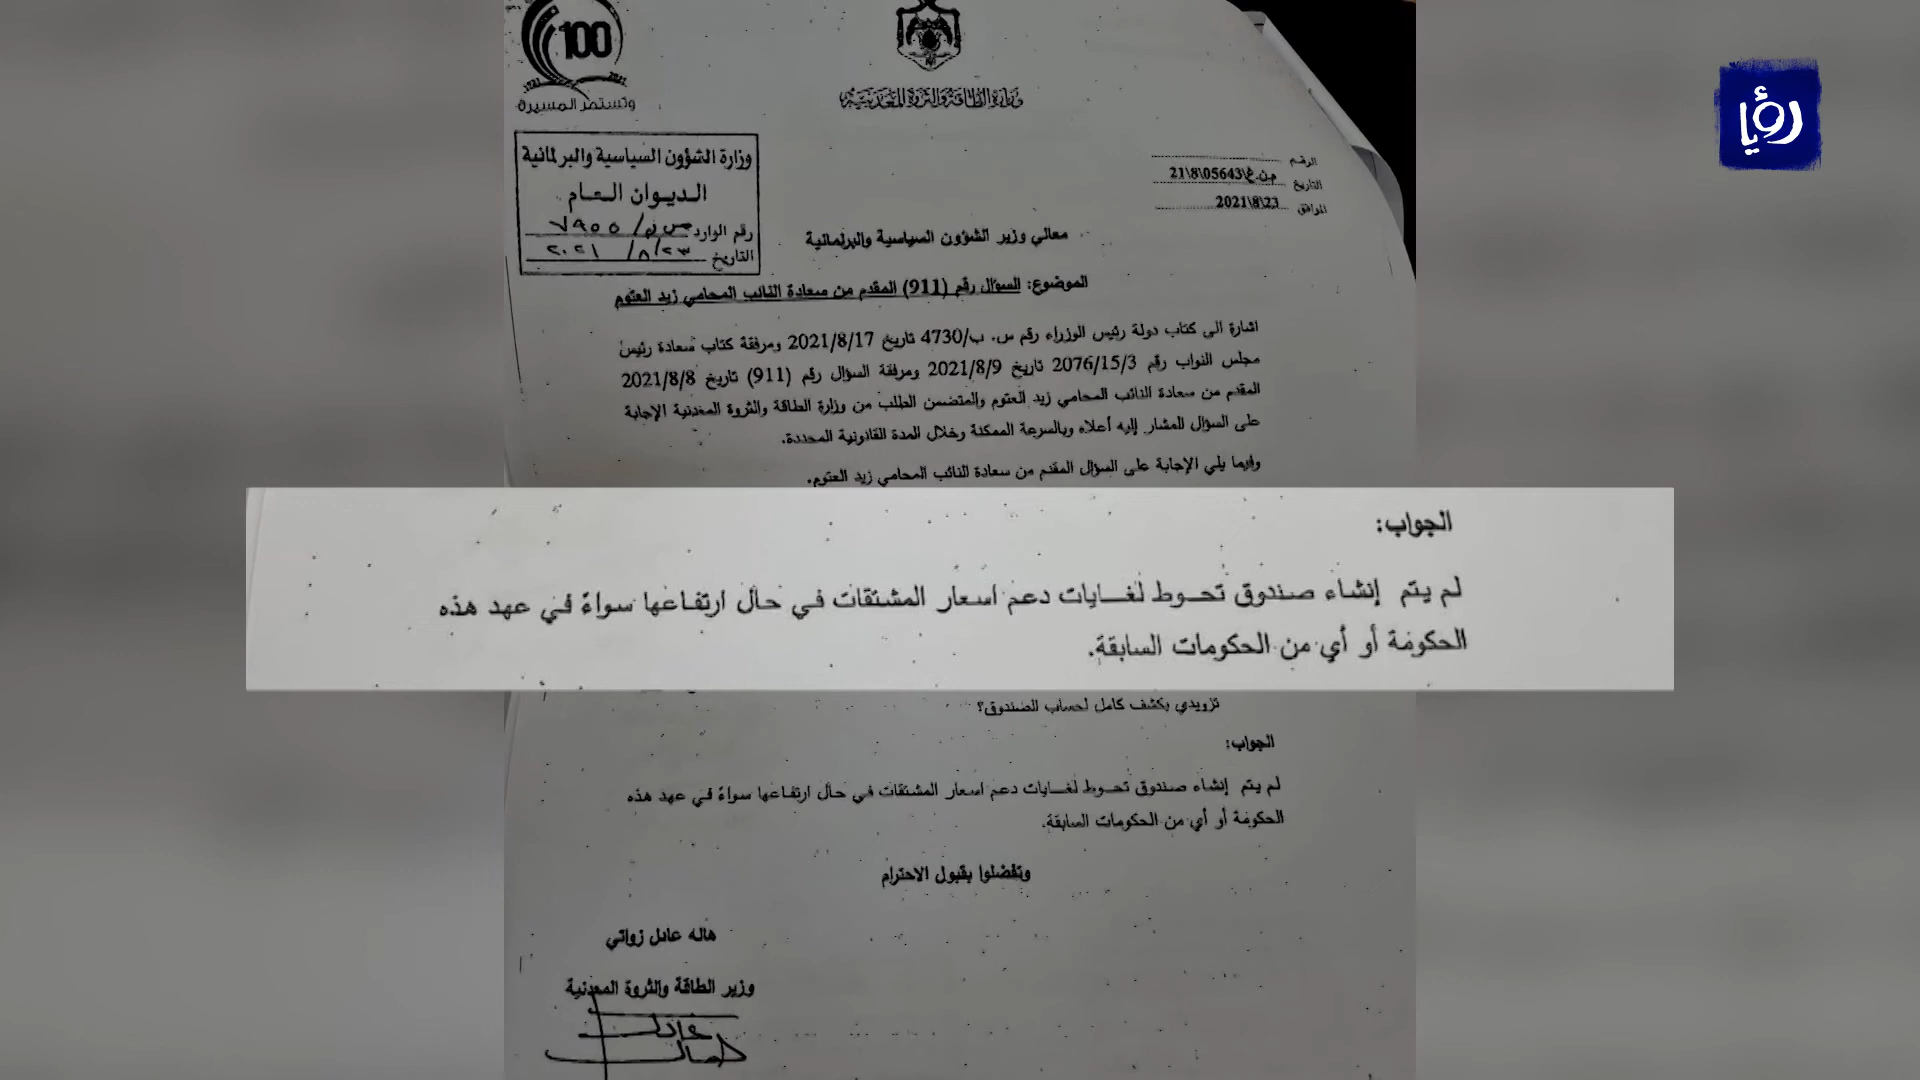 100
1921 2021
وتستمر المسيرة
وزارة الطاقة والثروة المعدنية
رؤيا
وزارة الشؤون السياسية والبرلمانية
الديوان العام
رقم الوارد س ن/ ٧٩٥٥
التاريخ ٢٣/ ٨/ ٢٠٢١
الرقم
التاريخ م.ن.غ\05643\8\21
الموافق 23\8\2021
معالي وزير الشؤون السياسية والبرلمانية
الموضوع: السؤال رقم (911) المقدم من سعادة النائب المحامي زيد العتوم
اشارة الى كتاب دولة رئيس الوزراء رقم س. ب/4730 تاريخ 2021/8/17 ومرفقة كتاب سعادة رئيس
مجلس النواب رقم 2076/15/3 تاريخ 2021/8/9 ومرفقة السؤال رقم (911) تاريخ 2021/8/8
المقدم من سعادة النائب المحامي زيد العتوم والمتضمن الطلب من وزارة الطاقة والثروة المعدنية الإجابة
على السؤال المشار إليه أعلاه وبالسرعة الممكنة وخلال المدة القانونية المحددة.
وفيما يلي الإجابة على السؤال المقدم من سعادة النائب المحامي زيد العتوم.
الجواب:
لم يتم إنشاء صندوق تحوط لغايات دعم اسعار المشتقات في حال ارتفاعها سواءً في عهد هذه
الحكومة أو أي من الحكومات السابقة.
تزويدي بكشف كامل لحساب الصندوق؟
الجواب:
لم يتم إنشاء صندوق تحوط لغايات دعم اسعار المشتقات في حال ارتفاعها سواءً في عهد هذه
الحكومة أو أي من الحكومات السابقة.
وتفضلوا بقبول الاحترام
هاله عادل زواتي
وزير الطاقة والثروة المعدنية